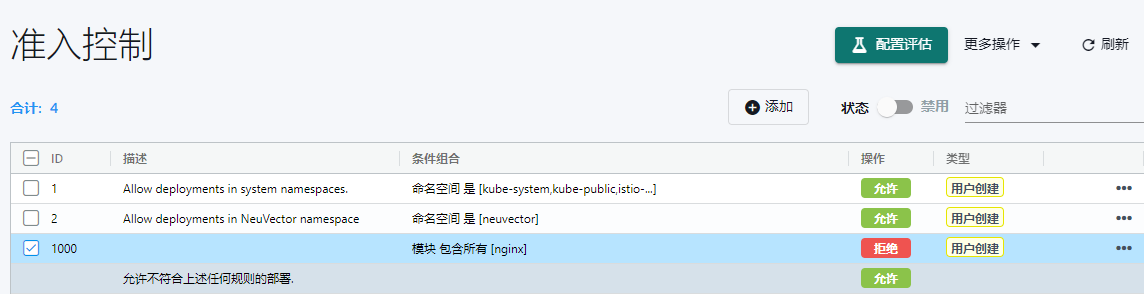 准入控制
配置评估 更多操作 刷新
合计: 4 添加 状态 禁用 过滤器
ID 描述 条件组合 操作 类型
1 Allow deployments in system namespaces. 命名空间 是 [kube-system,kube-public,istio-...] 允许 用户创建
2 Allow deployments in NeuVector namespace 命名空间 是 [neuvector] 允许 用户创建
1000 模块 包含所有 [nginx] 拒绝 用户创建
允许不符合上述任何规则的部署. 允许